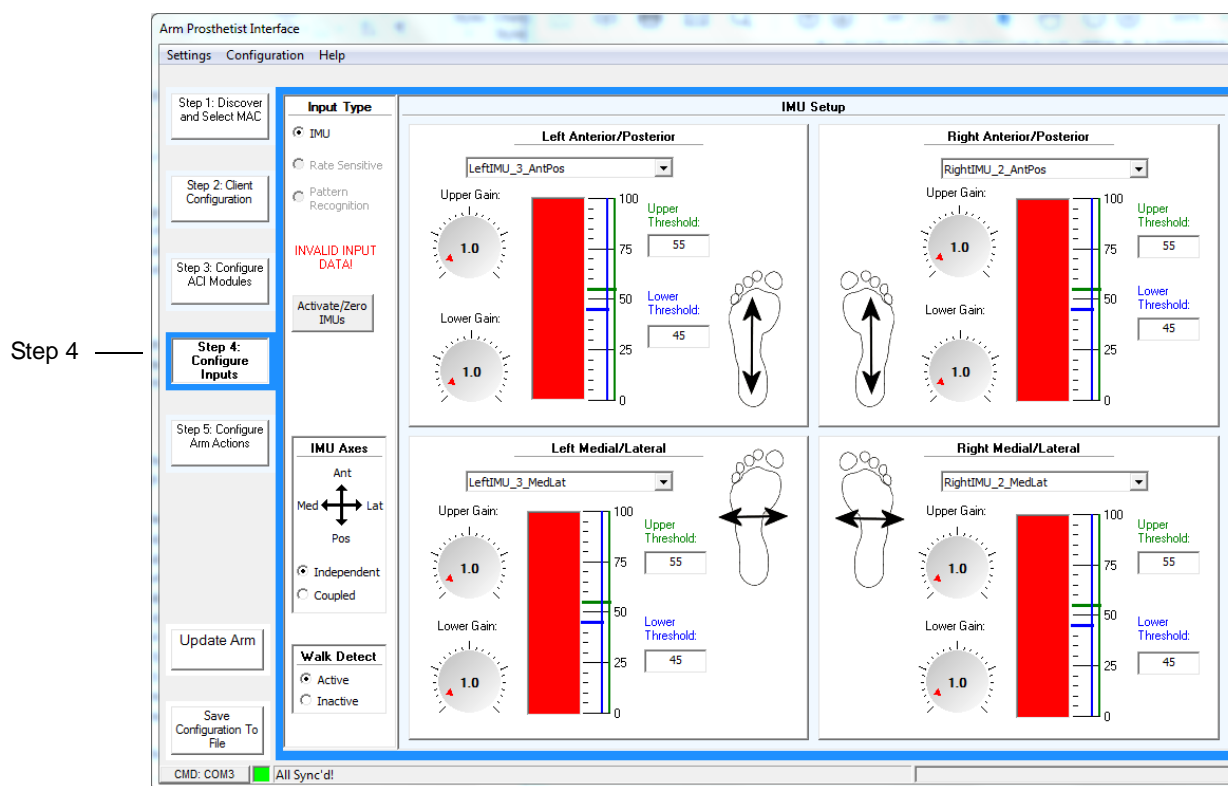 Arm Prosthetist Interface
Settings Configuration Help
Step 1: Discover
and Select MAC
Step 2: Client
Configuration
Step 3: Configure
ACI Modules
Step 4
Step 4:
Configure
Inputs
Step 5: Configure
Arm Actions
Update Arm
Save
Configuration To
File
Input Type
IMU
Rate Sensitive
Pattern
Recognition
INVALID INPUT
DATA!
Activate/Zero
IMUs
IMU Axes
Ant
Med Lat
Pos
Independent
Coupled
Walk Detect
Active
Inactive
IMU Setup
Left Anterior/Posterior
LeftIMU_3_AntPos
Upper Gain:
1.0
Lower Gain:
1.0
100
75
50
25
0
Upper
Threshold:
55
Lower
Threshold:
45
Right Anterior/Posterior
RightIMU_2_AntPos
Upper Gain:
1.0
Lower Gain:
1.0
100
75
50
25
0
Upper
Threshold:
55
Lower
Threshold:
45
Left Medial/Lateral
LeftIMU_3_MedLat
Upper Gain:
1.0
Lower Gain:
1.0
100
75
50
25
0
Upper
Threshold:
55
Lower
Threshold:
45
Right Medial/Lateral
RightIMU_2_MedLat
Upper Gain:
1.0
Lower Gain:
1.0
100
75
50
25
0
Upper
Threshold:
55
Lower
Threshold:
45
CMD: COM3
All Sync'd!